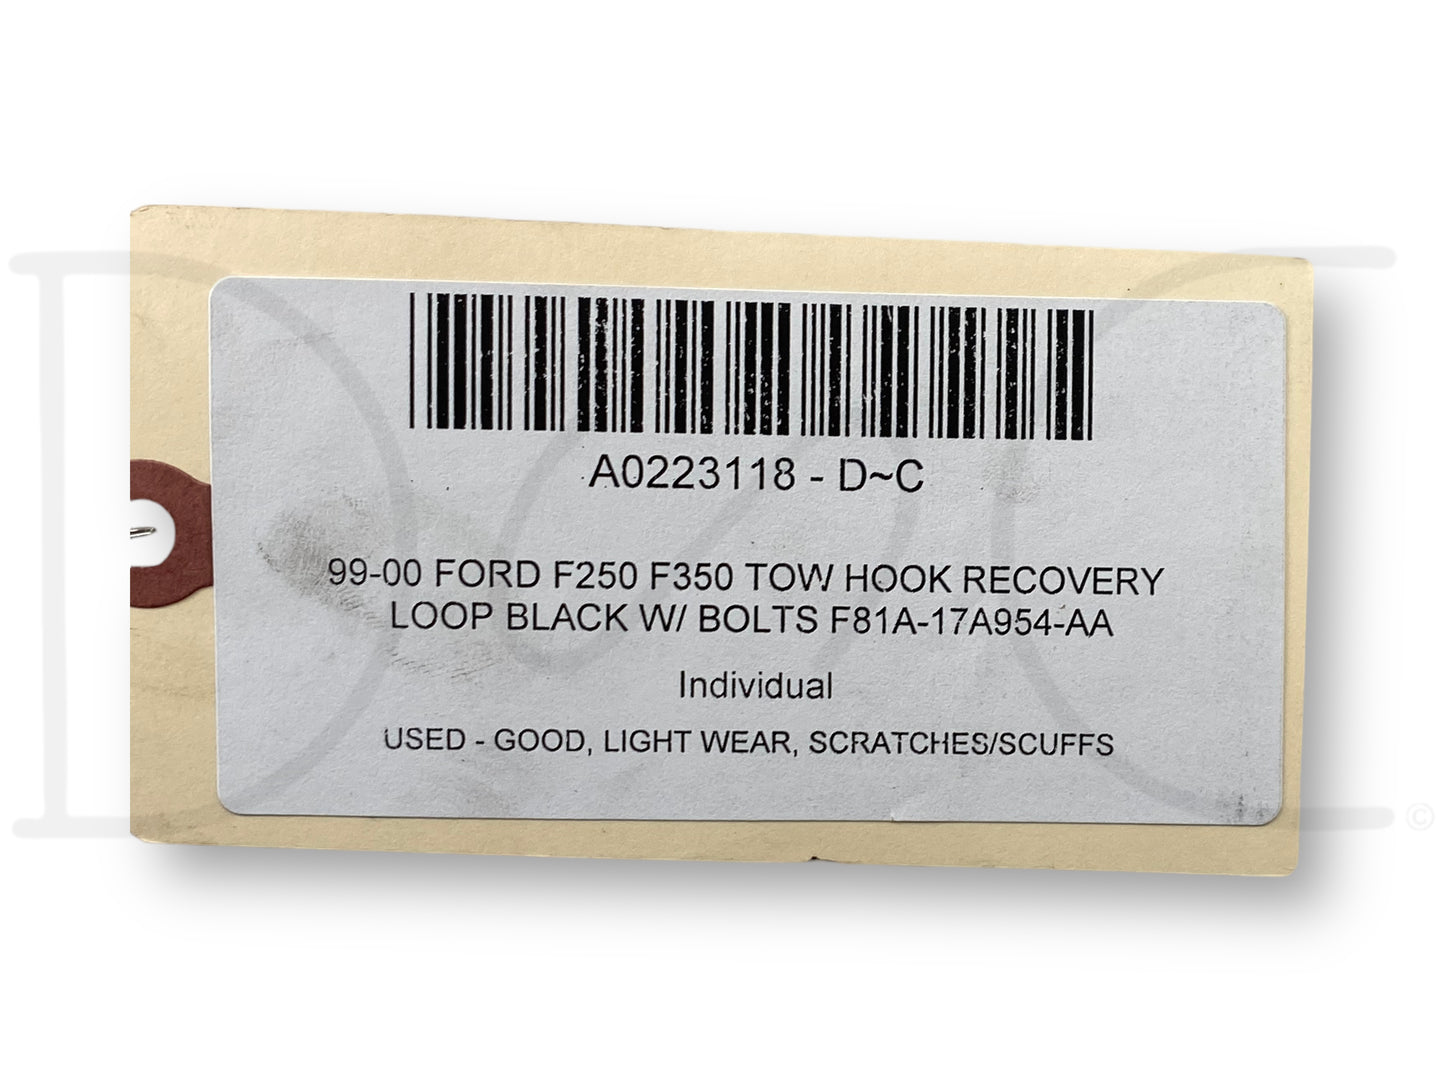 A0223118 - D~C
99-00 FORD F250 F350 TOW HOOK RECOVERY
LOOP BLACK W/ BOLTS F81A-17A954-AA
Individual
USED - GOOD, LIGHT WEAR, SCRATCHES/SCUFFS